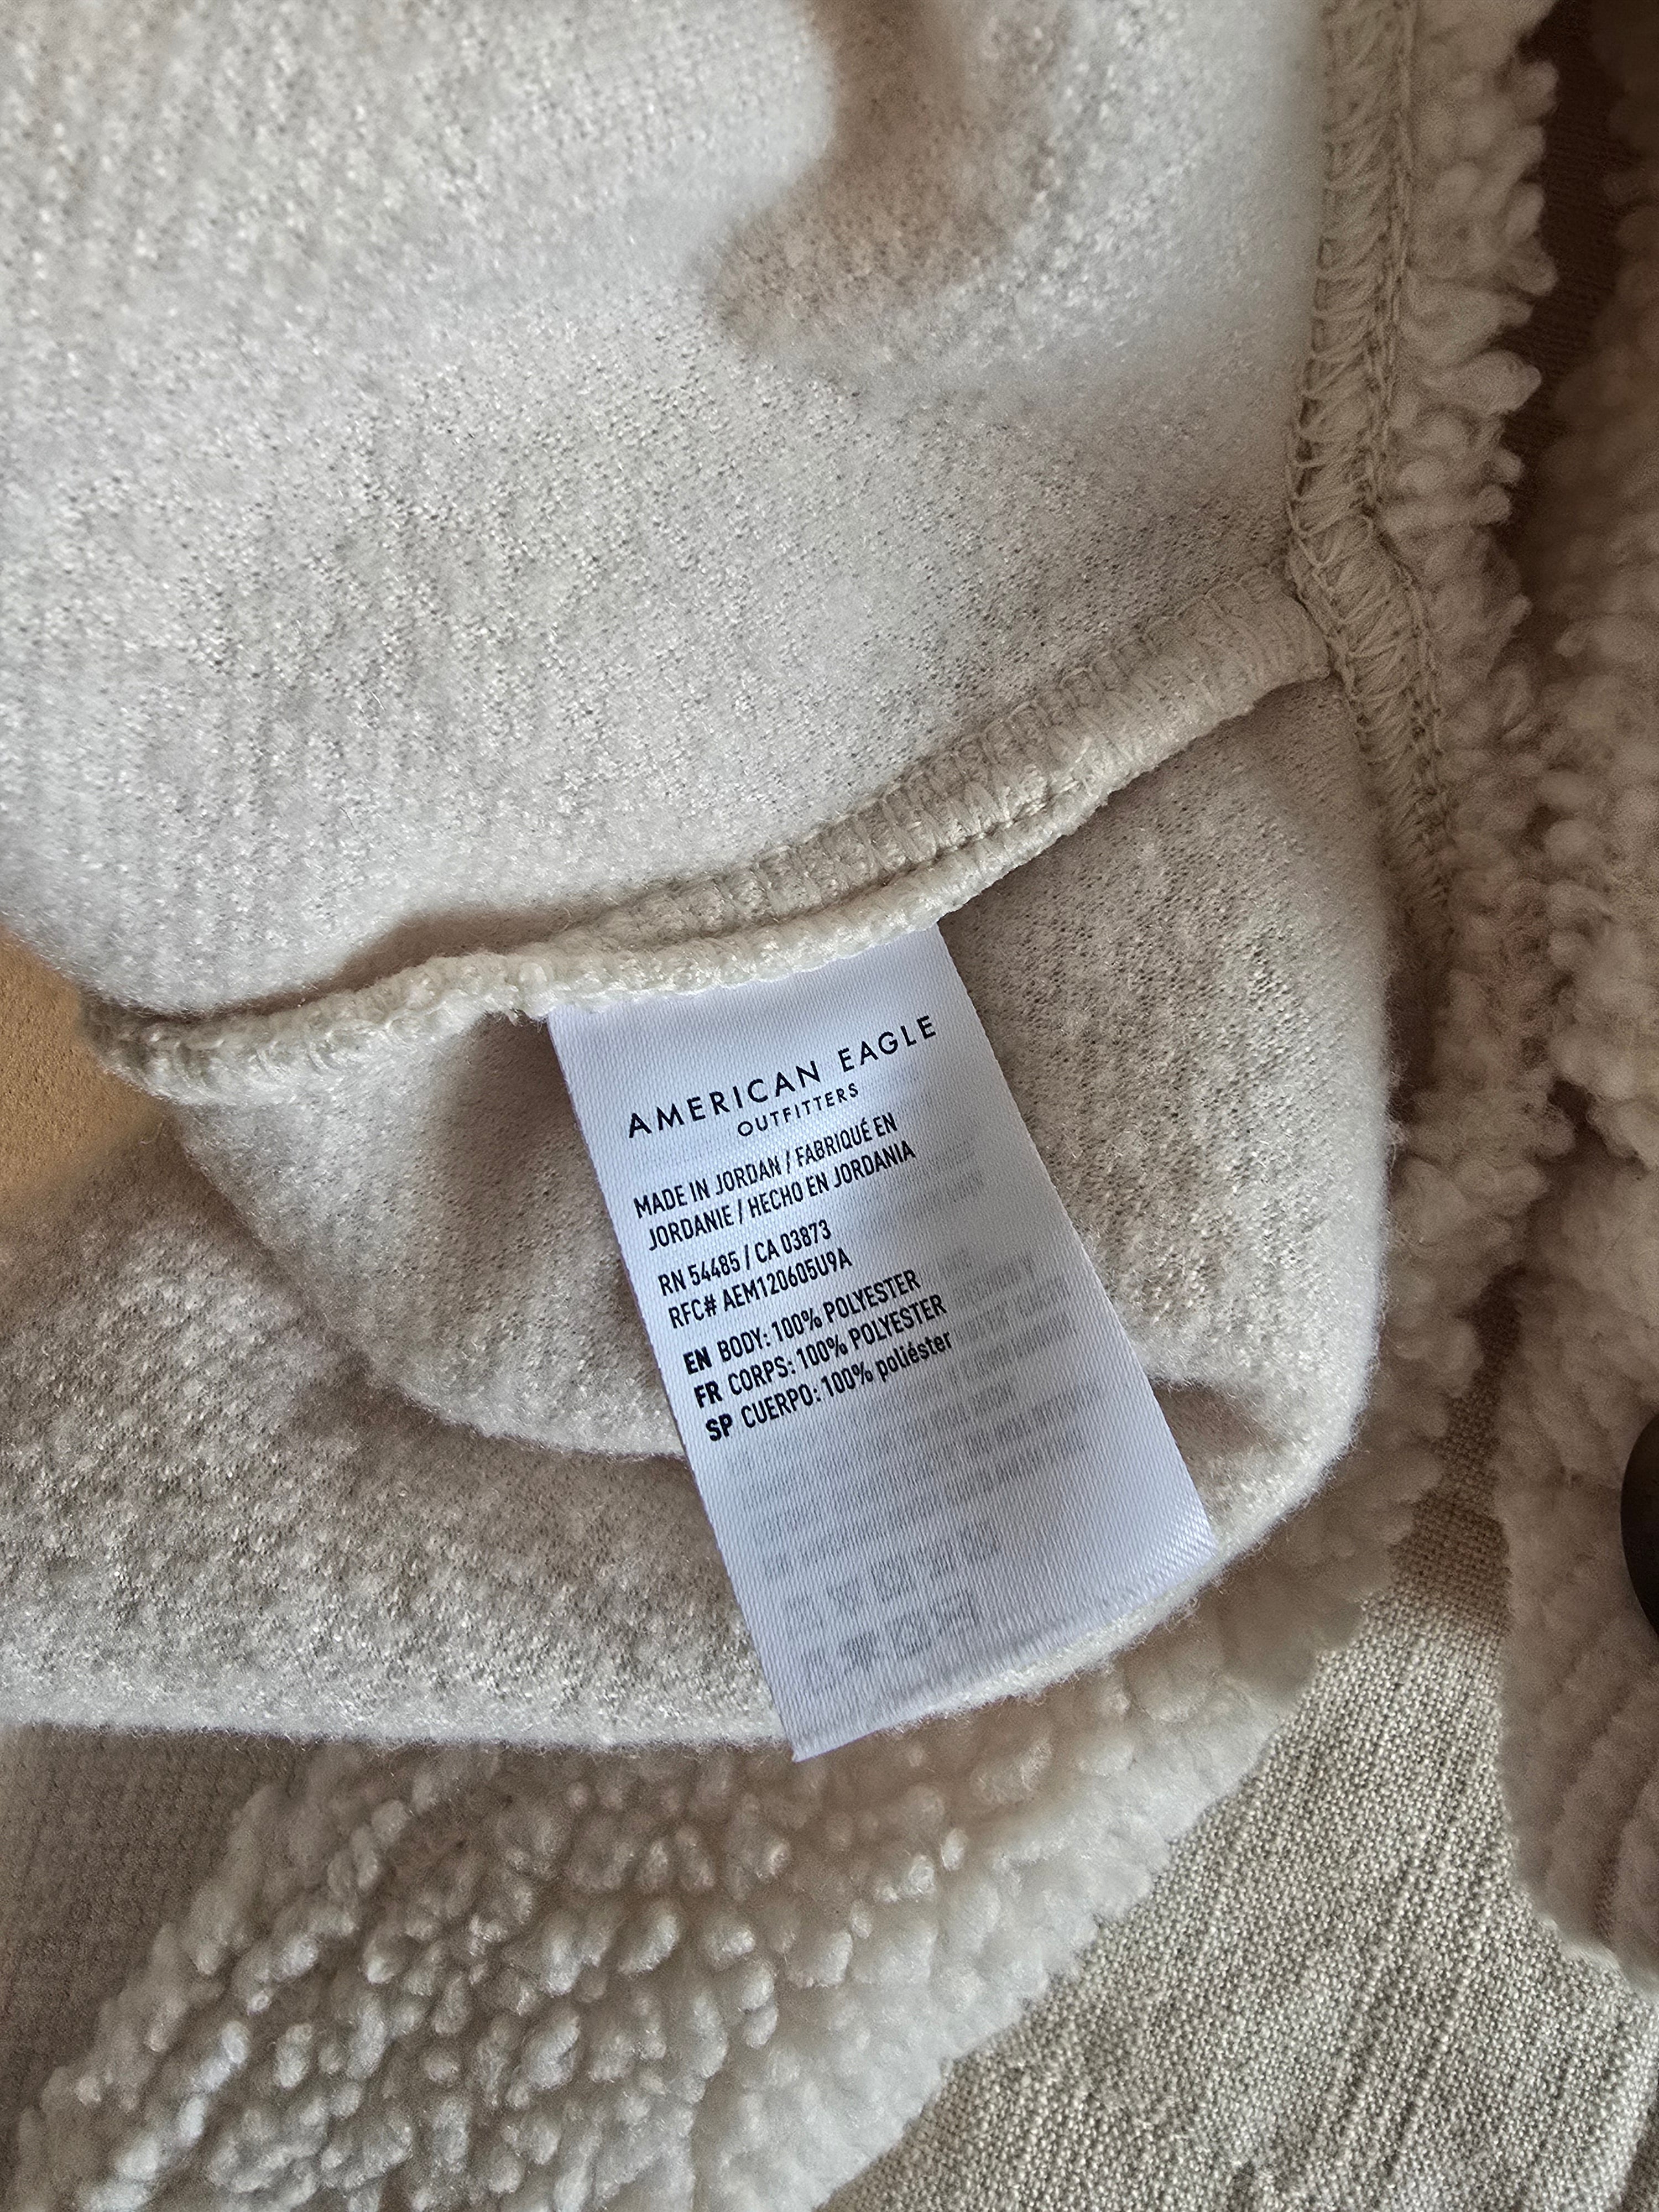 AMERICAN EAGLE
OUTFITTERS
MADE IN JORDAN / FABRIQUÉ EN
JORDANIE / HECHO EN JORDANIA
RN 54485 / CA 03873
RFC# AEM120605U9A
EN BODY: 100% POLYESTER
FR CORPS: 100% POLYESTER
SP CUERPO: 100% poliéster